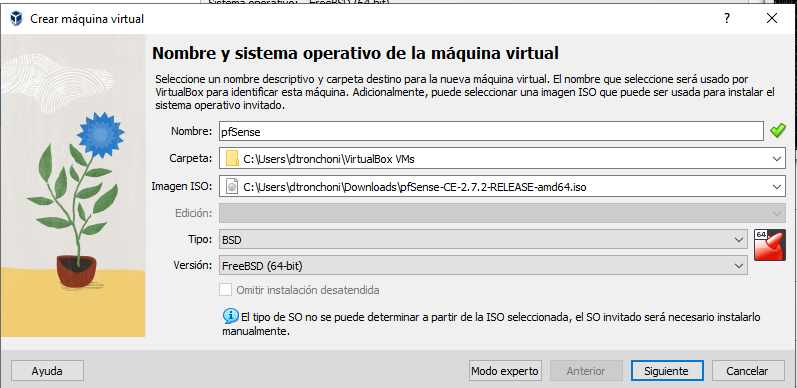 Sistema operativo: FreeBSD (64-bit)
Crear máquina virtual
Nombre y sistema operativo de la máquina virtual
Seleccione un nombre descriptivo y carpeta destino para la nueva máquina virtual. El nombre que seleccione será usado por
VirtualBox para identificar esta máquina. Adicionalmente, puede seleccionar una imagen ISO que puede ser usada para instalar el
sistema operativo invitado.
Nombre: pfSense
Carpeta: C:\Users\dtronchoni\VirtualBox VMs
Imagen ISO: C:\Users\dtronchoni\Downloads\pfSense-CE-2.7.2-RELEASE-amd64.iso
Edición:
Tipo: BSD
64
Versión: FreeBSD (64-bit)
Omitir instalación desatendida
El tipo de SO no se puede determinar a partir de la ISO seleccionada, el SO invitado será necesario instalarlo
manualmente.
Ayuda Modo experto Anterior Siguiente Cancelar